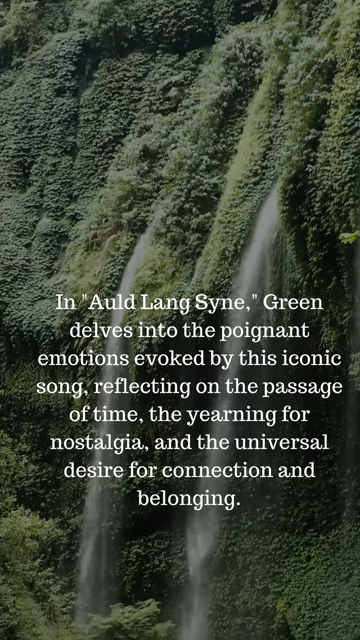 In "Auld Lang Syne," Green
delves into the poignant
emotions evoked by this iconic
song, reflecting on the passage
of time, the yearning for
nostalgia, and the universal
desire for connection and
belonging.